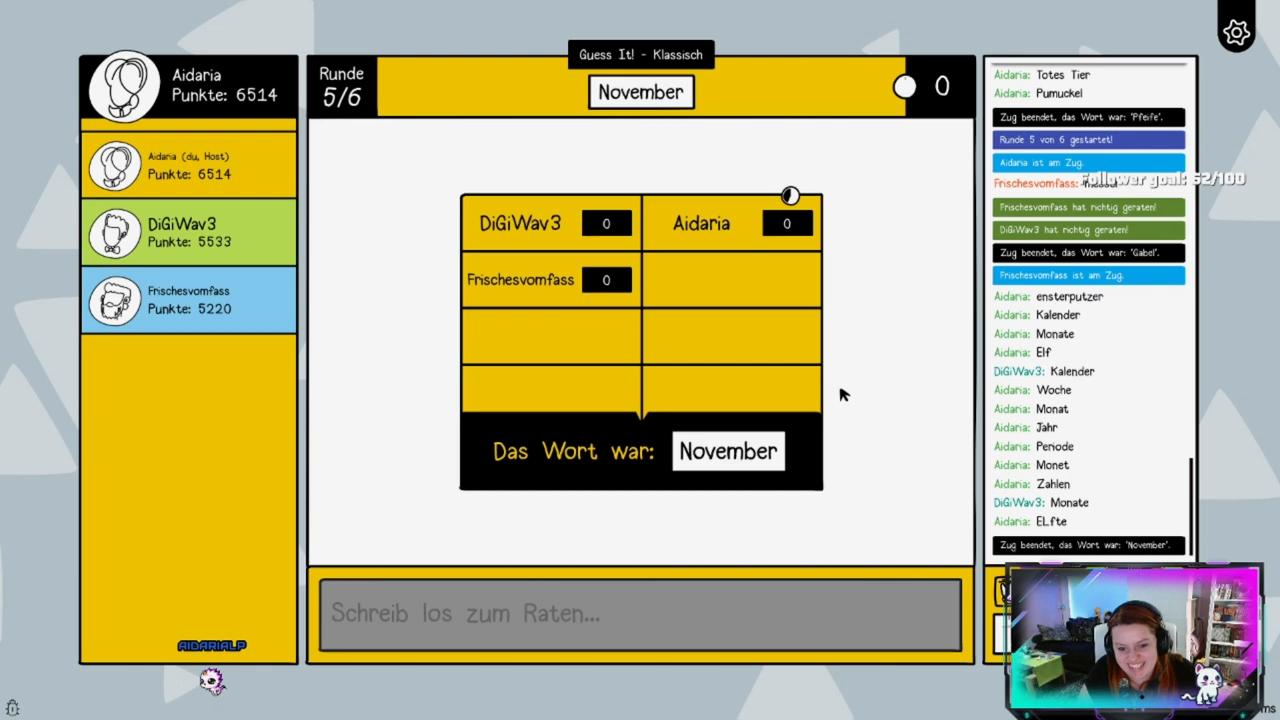 Guess It! - Klassisch
Aidaria
Punkte: 6514
Runde
5/6
November
0
Aidaria (du, Host)
Punkte: 6514
DiGiWav3
Punkte: 5533
Frischesvomfass
Punkte: 5220
DiGiWav3 0
Aidaria 0
Frischesvomfass 0
Das Wort war: November
Schreib los zum Raten...
AIDARIALP
Aidaria: Totes Tier
Aidaria: Pumuckel
Zug beendet, das Wort war: 'Pfeife'.
Runde 5 von 6 gestartet!
Aidaria ist am Zug.
Frischesvomfass:
Follower goal: 52/100
Frischesvomfass hat richtig geraten!
DiGiWav3 hat richtig geraten!
Zug beendet, das Wort war: 'Gabel'.
Frischesvomfass ist am Zug.
Aidaria: ensterputzer
Aidaria: Kalender
Aidaria: Monate
Aidaria: Elf
DiGiWav3: Kalender
Aidaria: Woche
Aidaria: Monat
Aidaria: Jahr
Aidaria: Periode
Aidaria: Monet
Aidaria: Zahlen
DiGiWav3: Monate
Aidaria: ELfte
Zug beendet, das Wort war: 'November'.
ms